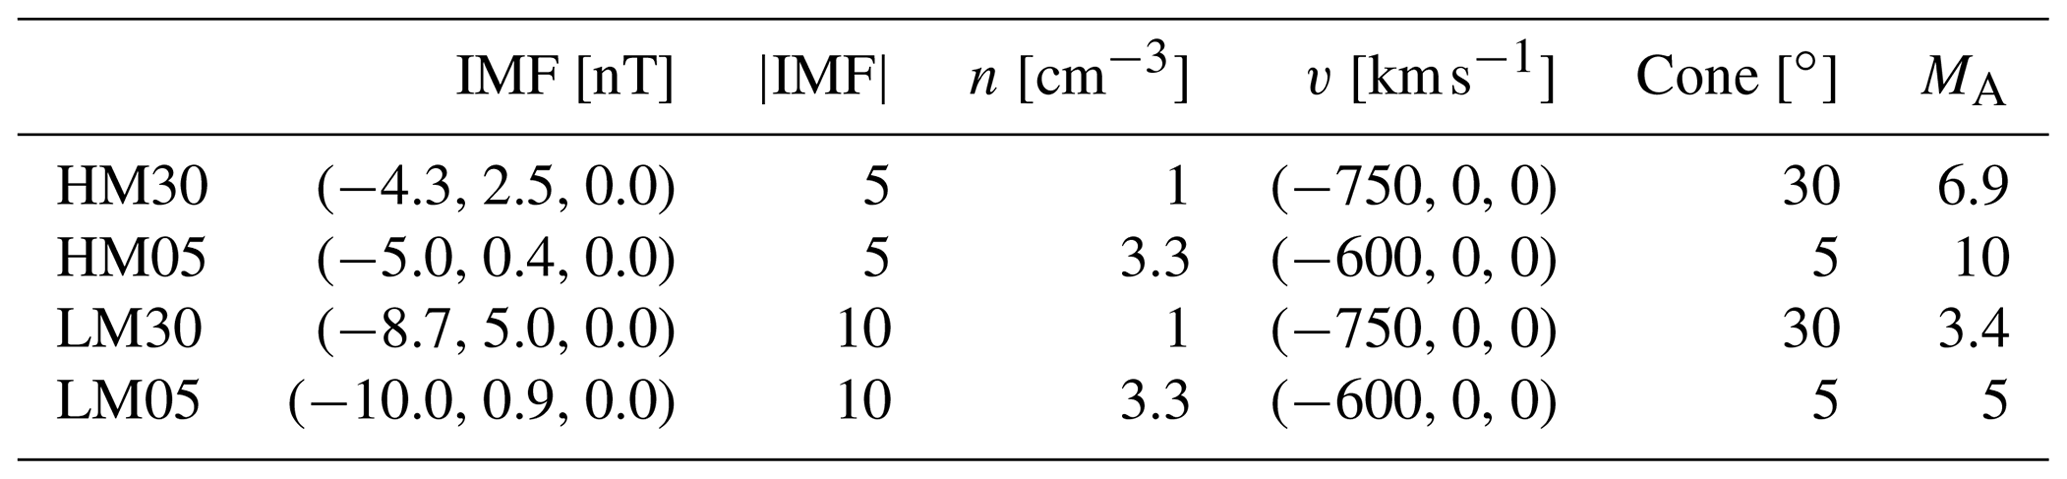 IMF [nT] |IMF| n [cm⁻³] v [km s⁻¹] Cone [°] M_A
HM30 (−4.3, 2.5, 0.0) 5 1 (−750, 0, 0) 30 6.9
HM05 (−5.0, 0.4, 0.0) 5 3.3 (−600, 0, 0) 5 10
LM30 (−8.7, 5.0, 0.0) 10 1 (−750, 0, 0) 30 3.4
LM05 (−10.0, 0.9, 0.0) 10 3.3 (−600, 0, 0) 5 5